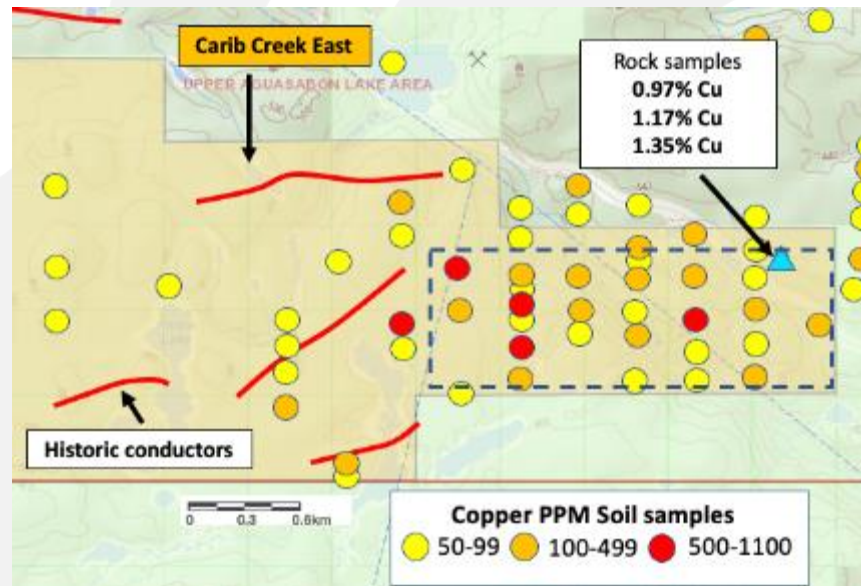 Carib Creek East
UPPER AGUASABON LAKE AREA
Rock samples
0.97% Cu
1.17% Cu
1.35% Cu
Historic conductors
0 0.3 0.6km
Copper PPM Soil samples
50-99 100-499 500-1100